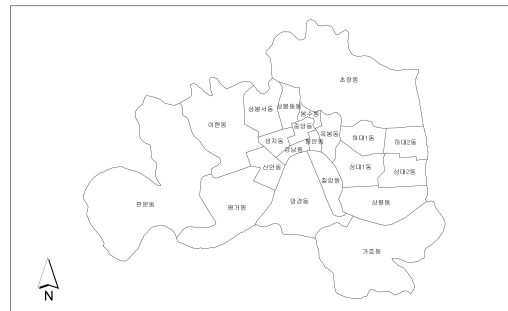 초장동
상봉서동
상봉동동
이현동
봉수동
중앙동
옥봉동
하대1동
하대2동
성지동
봉안동
강남동
신안동
상대1동
상대2동
칠암동
판문동
평거동
망경동
상평동
가호동
N